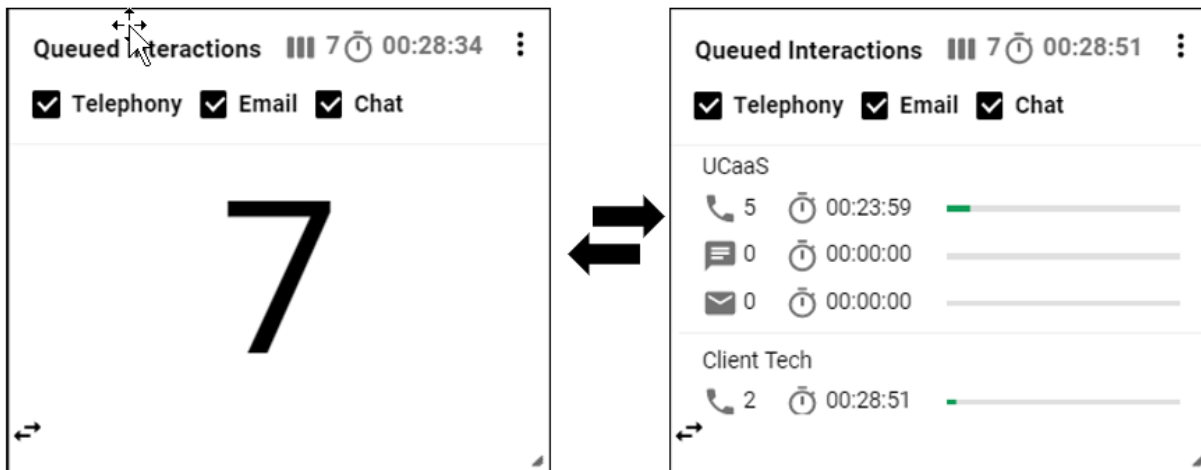 Queued Interactions 7 00:28:34
Telephony Email Chat
7
Queued Interactions 7 00:28:51
Telephony Email Chat
UCaaS
5 00:23:59
0 00:00:00
0 00:00:00
Client Tech
2 00:28:51